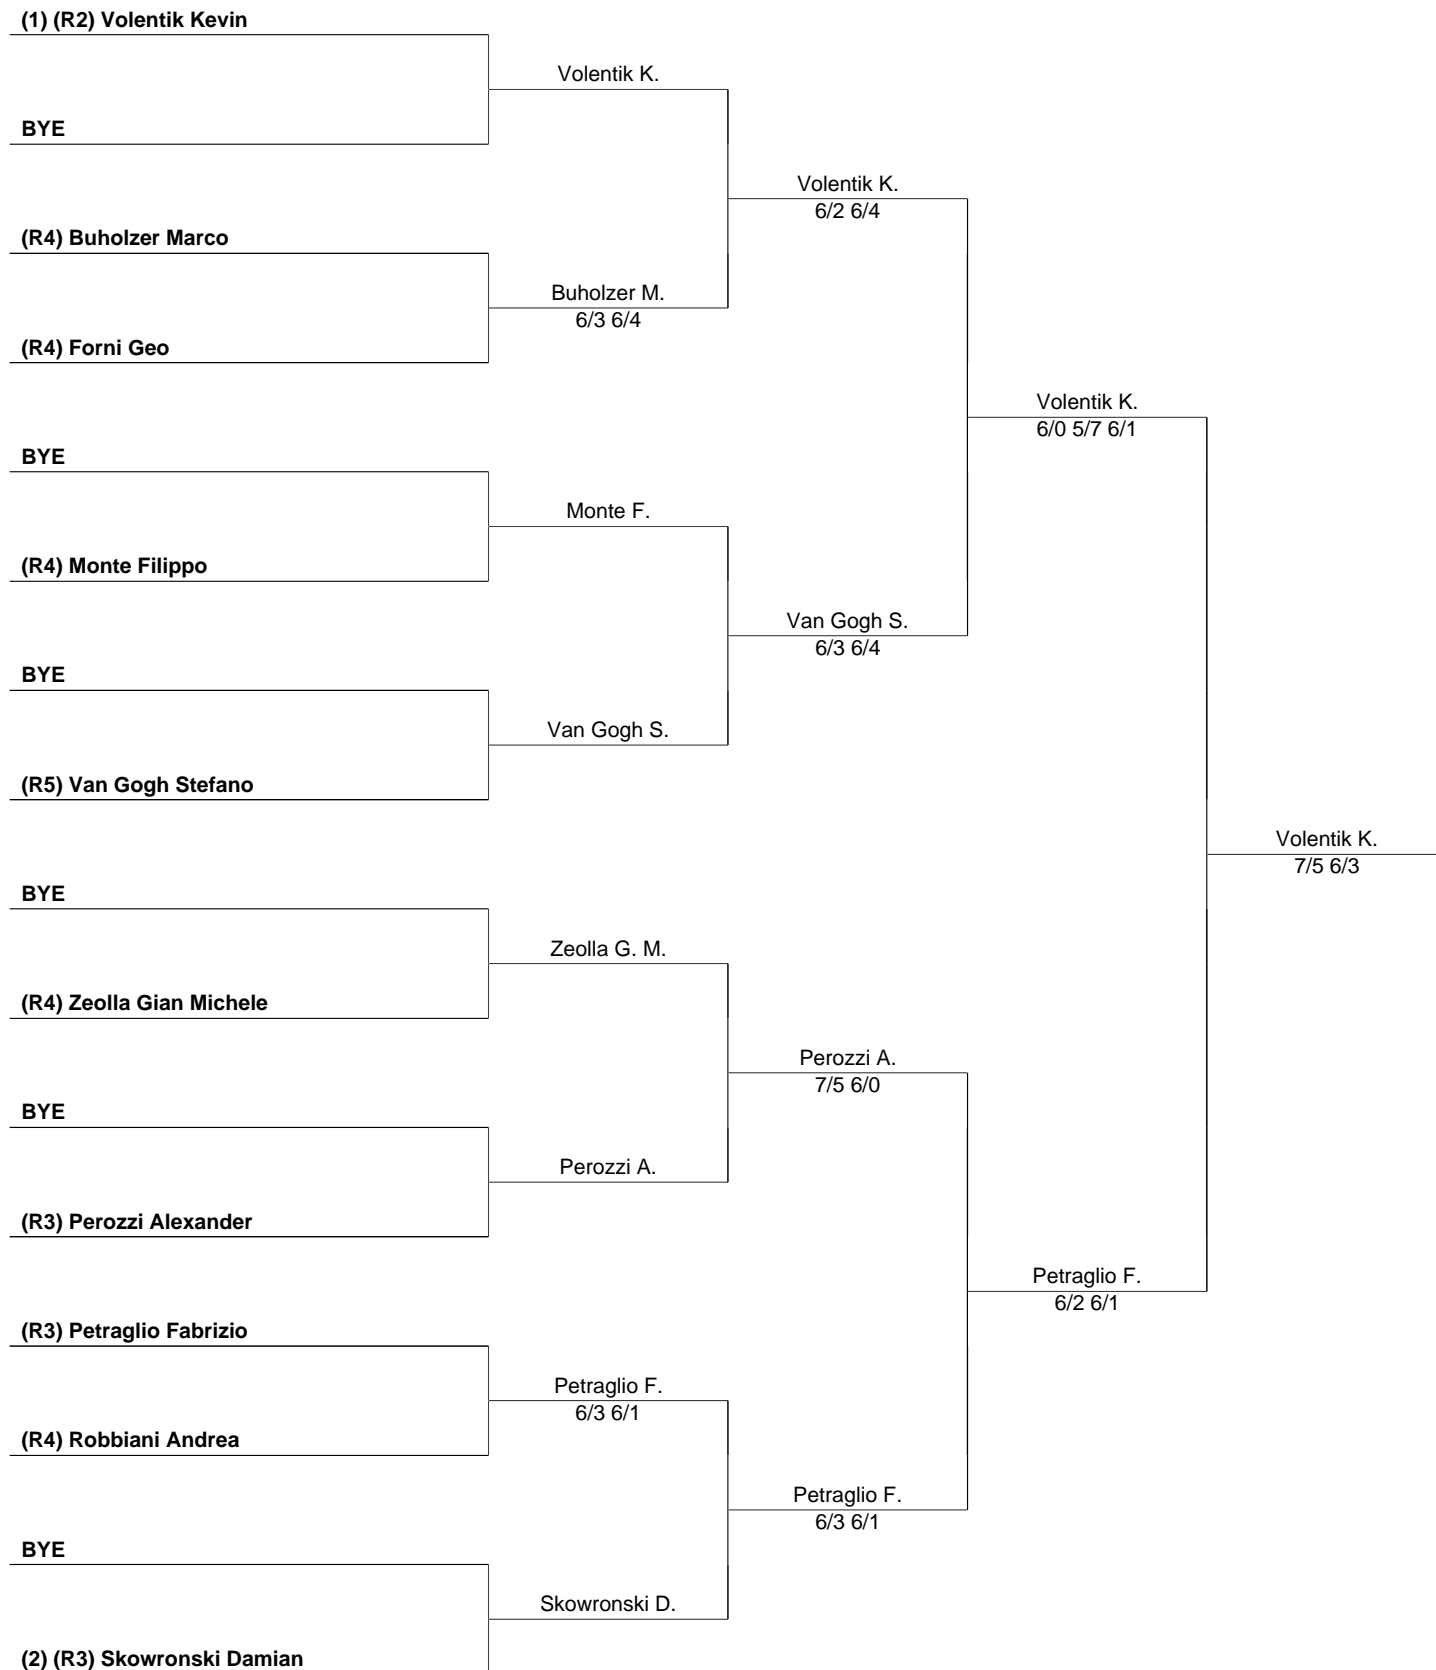 (1) (R2) Volentik Kevin
Volentik K.
BYE
Volentik K.
6/2 6/4
(R4) Buholzer Marco
Buholzer M.
6/3 6/4
(R4) Forni Geo
Volentik K.
6/0 5/7 6/1
BYE
Monte F.
(R4) Monte Filippo
Van Gogh S.
6/3 6/4
BYE
Van Gogh S.
(R5) Van Gogh Stefano
Volentik K.
7/5 6/3
BYE
Zeolla G. M.
(R4) Zeolla Gian Michele
Perozzi A.
7/5 6/0
BYE
Perozzi A.
(R3) Perozzi Alexander
Petraglio F.
6/2 6/1
(R3) Petraglio Fabrizio
Petraglio F.
6/3 6/1
(R4) Robbiani Andrea
Petraglio F.
6/3 6/1
BYE
Skowronski D.
(2) (R3) Skowronski Damian